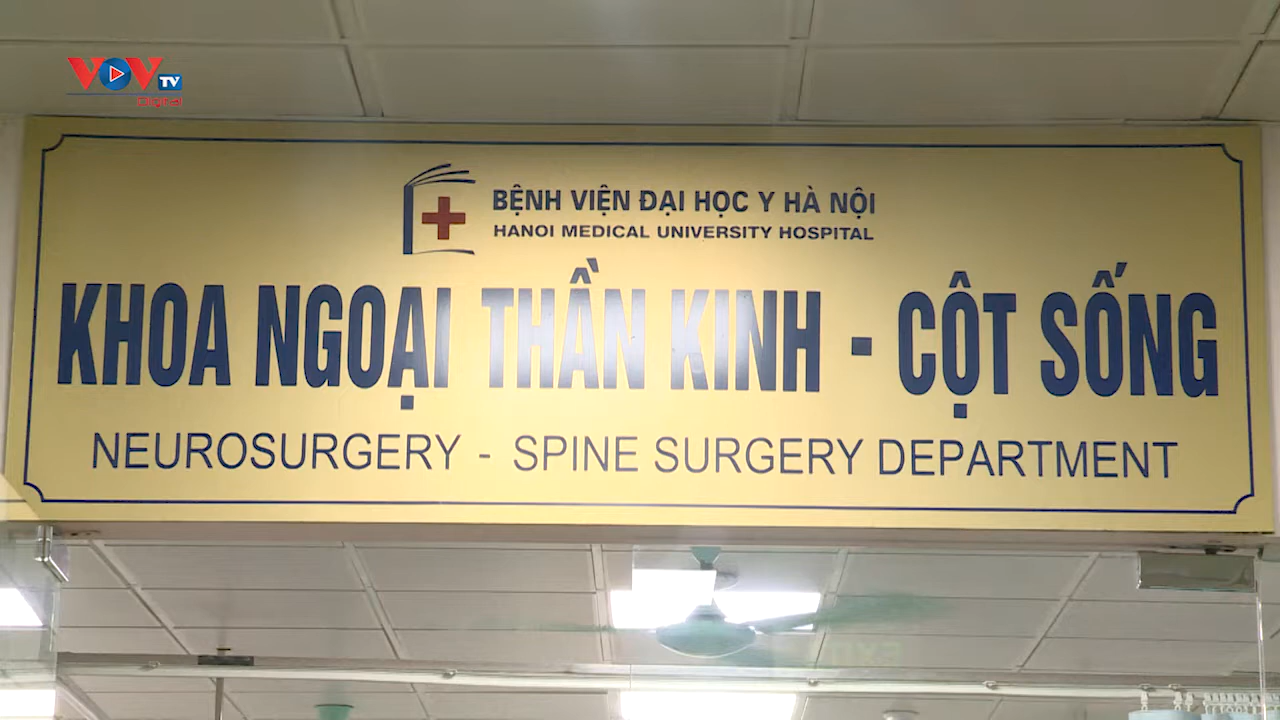 VOV TV
Digital
BỆNH VIỆN ĐẠI HỌC Y HÀ NỘI
HANOI MEDICAL UNIVERSITY HOSPITAL
KHOA NGOẠI THẦN KINH - CỘT SỐNG
NEUROSURGERY - SPINE SURGERY DEPARTMENT
EXIT